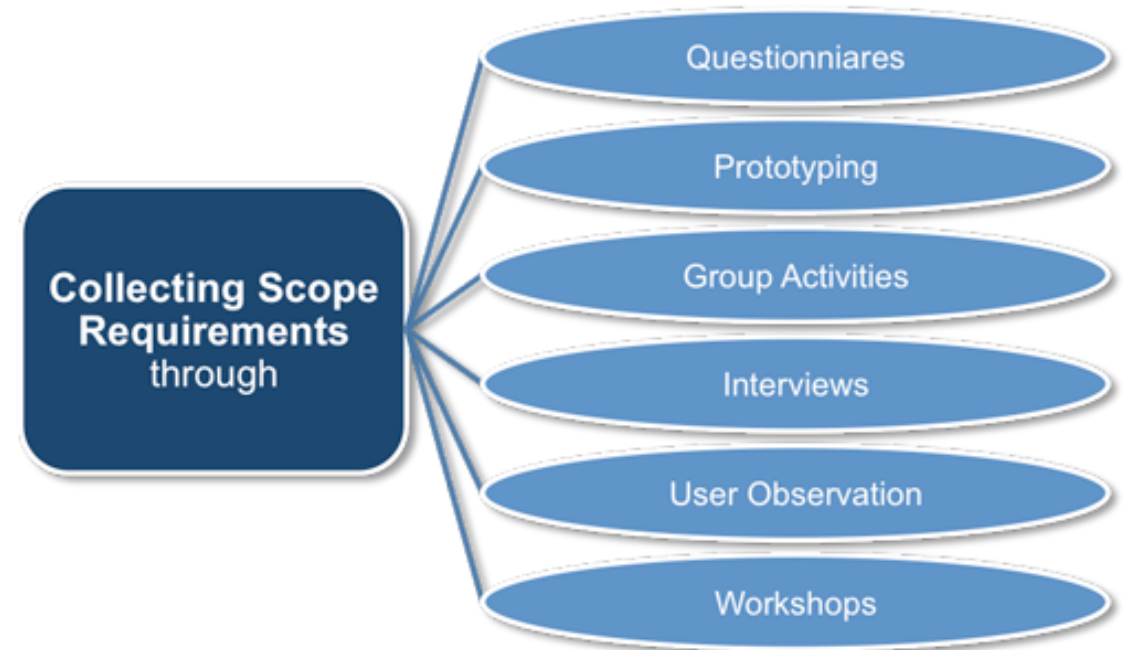 Collecting Scope
Requirements
through
Questionniares
Prototyping
Group Activities
Interviews
User Observation
Workshops